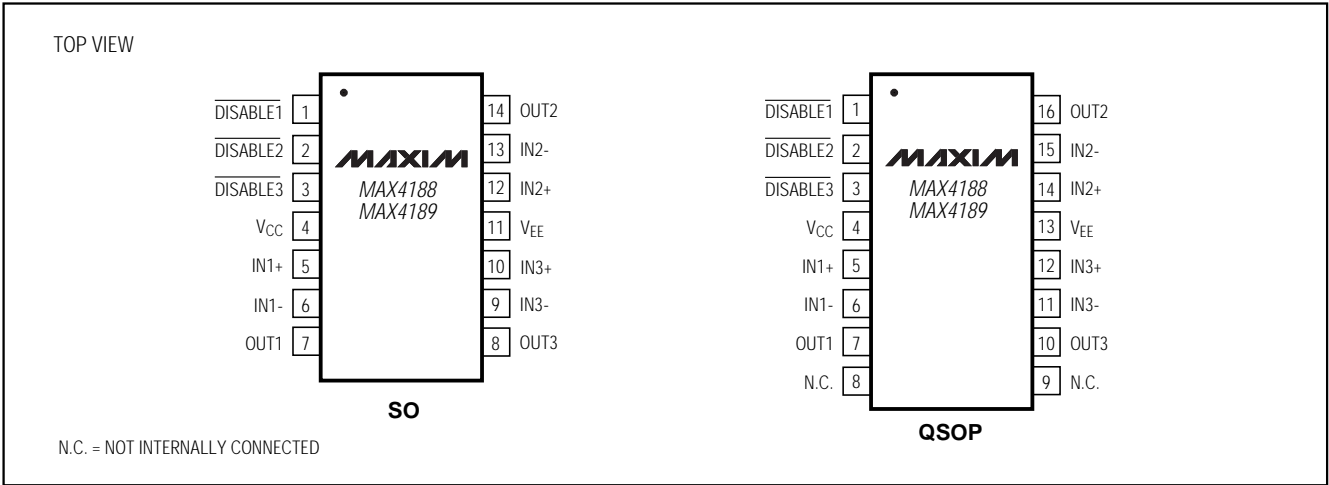 TOP VIEW
DISABLE1 1
DISABLE2 2
DISABLE3 3
VCC 4
IN1+ 5
IN1- 6
OUT1 7
MAXIM
MAX4188
MAX4189
14 OUT2
13 IN2-
12 IN2+
11 VEE
10 IN3+
9 IN3-
8 OUT3
SO
DISABLE1 1
DISABLE2 2
DISABLE3 3
VCC 4
IN1+ 5
IN1- 6
OUT1 7
N.C. 8
MAXIM
MAX4188
MAX4189
16 OUT2
15 IN2-
14 IN2+
13 VEE
12 IN3+
11 IN3-
10 OUT3
9 N.C.
QSOP
N.C. = NOT INTERNALLY CONNECTED